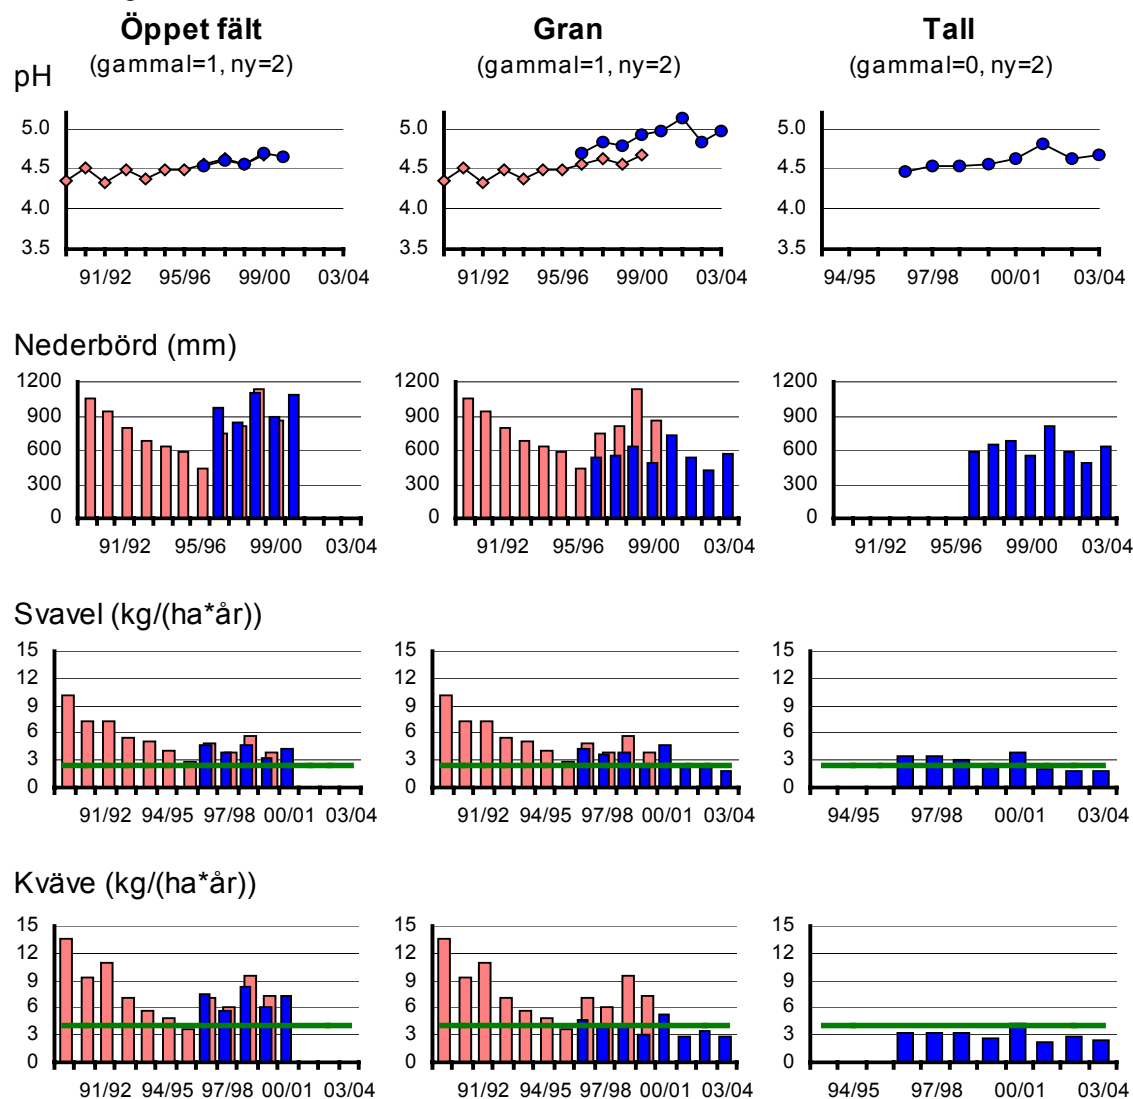 Öppet fält Gran Tall
(gammal=1, ny=2) (gammal=1, ny=2) (gammal=0, ny=2)
pH
5.0 5.0 5.0
4.5 4.5 4.5
4.0 4.0 4.0
3.5 3.5 3.5
91/92 95/96 99/00 03/04 91/92 95/96 99/00 03/04 94/95 97/98 00/01 03/04
Nederbörd (mm)
1200 1200 1200
900 900 900
600 600 600
300 300 300
0 0 0
91/92 95/96 99/00 03/04 91/92 95/96 99/00 03/04 91/92 95/96 99/00 03/04
Svavel (kg/(ha*år))
15 15 15
12 12 12
9 9 9
6 6 6
3 3 3
0 0 0
91/92 94/95 97/98 00/01 03/04 91/92 94/95 97/98 00/01 03/04 94/95 97/98 00/01 03/04
Kväve (kg/(ha*år))
15 15 15
12 12 12
9 9 9
6 6 6
3 3 3
0 0 0
91/92 94/95 97/98 00/01 03/04 91/92 94/95 97/98 00/01 03/04 94/95 97/98 00/01 03/04